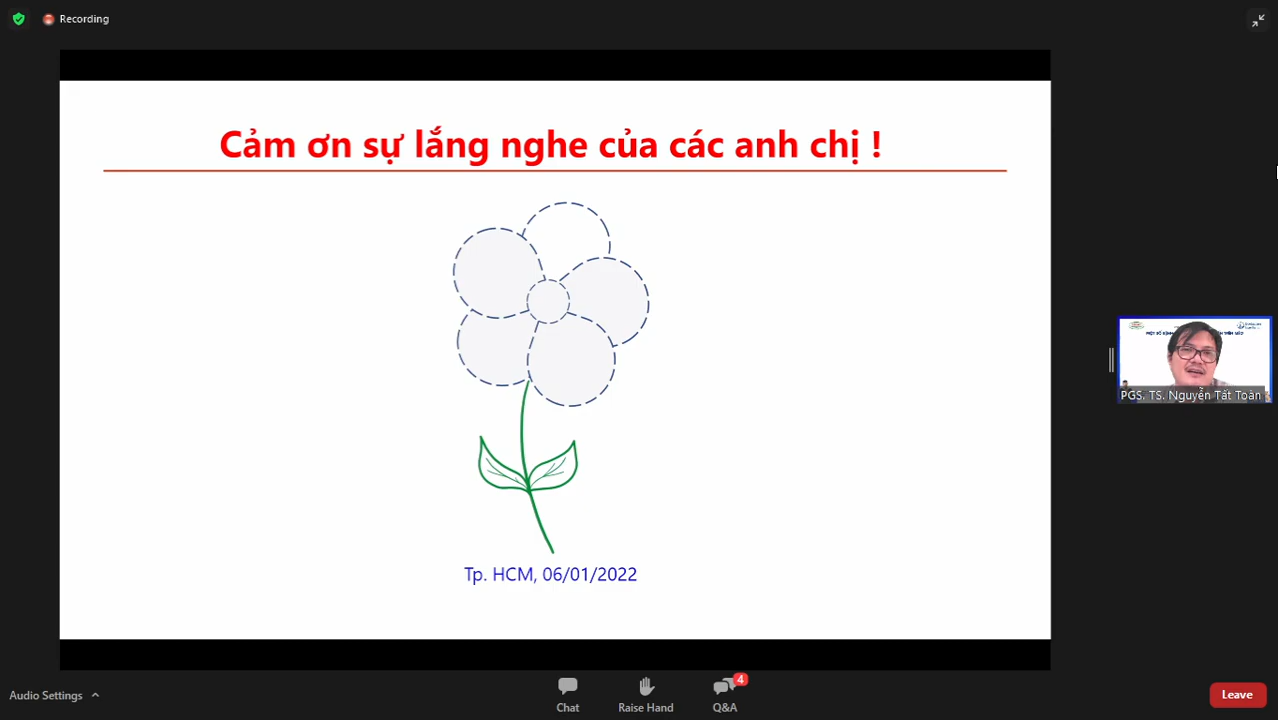 Recording
Cảm ơn sự lắng nghe của các anh chị !
PGS. TS. Nguyễn Tất Toàn
Tp. HCM, 06/01/2022
Audio Settings
Chat
Raise Hand
4
Q&A
Leave